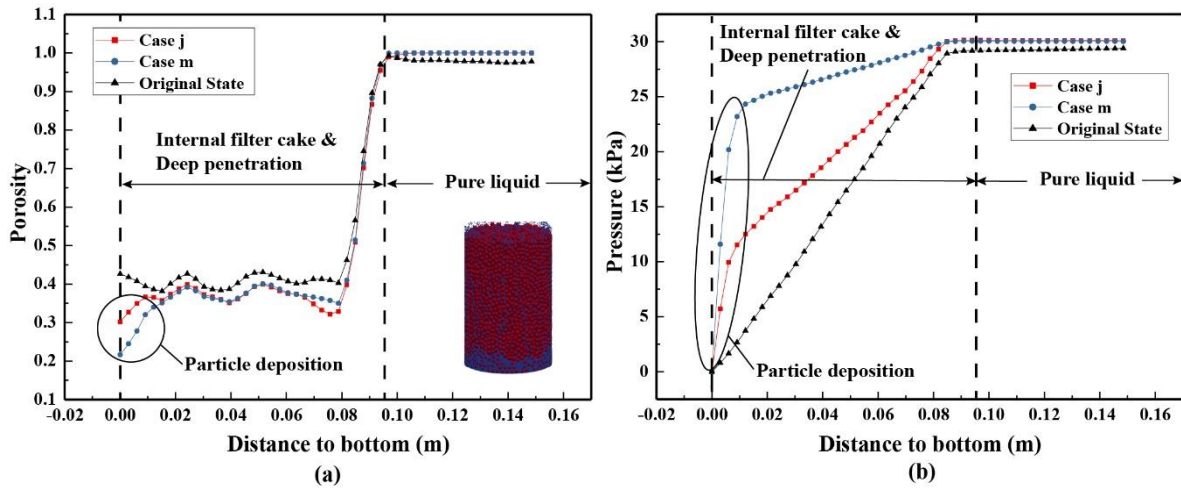 Case j
Case m
Original State
Internal filter cake &
Deep penetration
Pure liquid
Particle deposition
Porosity
1.1
1.0
0.9
0.8
0.7
0.6
0.5
0.4
0.3
0.2
0.1
-0.02 0.00 0.02 0.04 0.06 0.08 0.10 0.12 0.14 0.16
Distance to bottom (m)
(a)
Internal filter cake &
Deep penetration
Case j
Case m
Original State
Pure liquid
Particle deposition
Pressure (kPa)
30
25
20
15
10
5
0
-0.02 0.00 0.02 0.04 0.06 0.08 0.10 0.12 0.14 0.16
Distance to bottom (m)
(b)